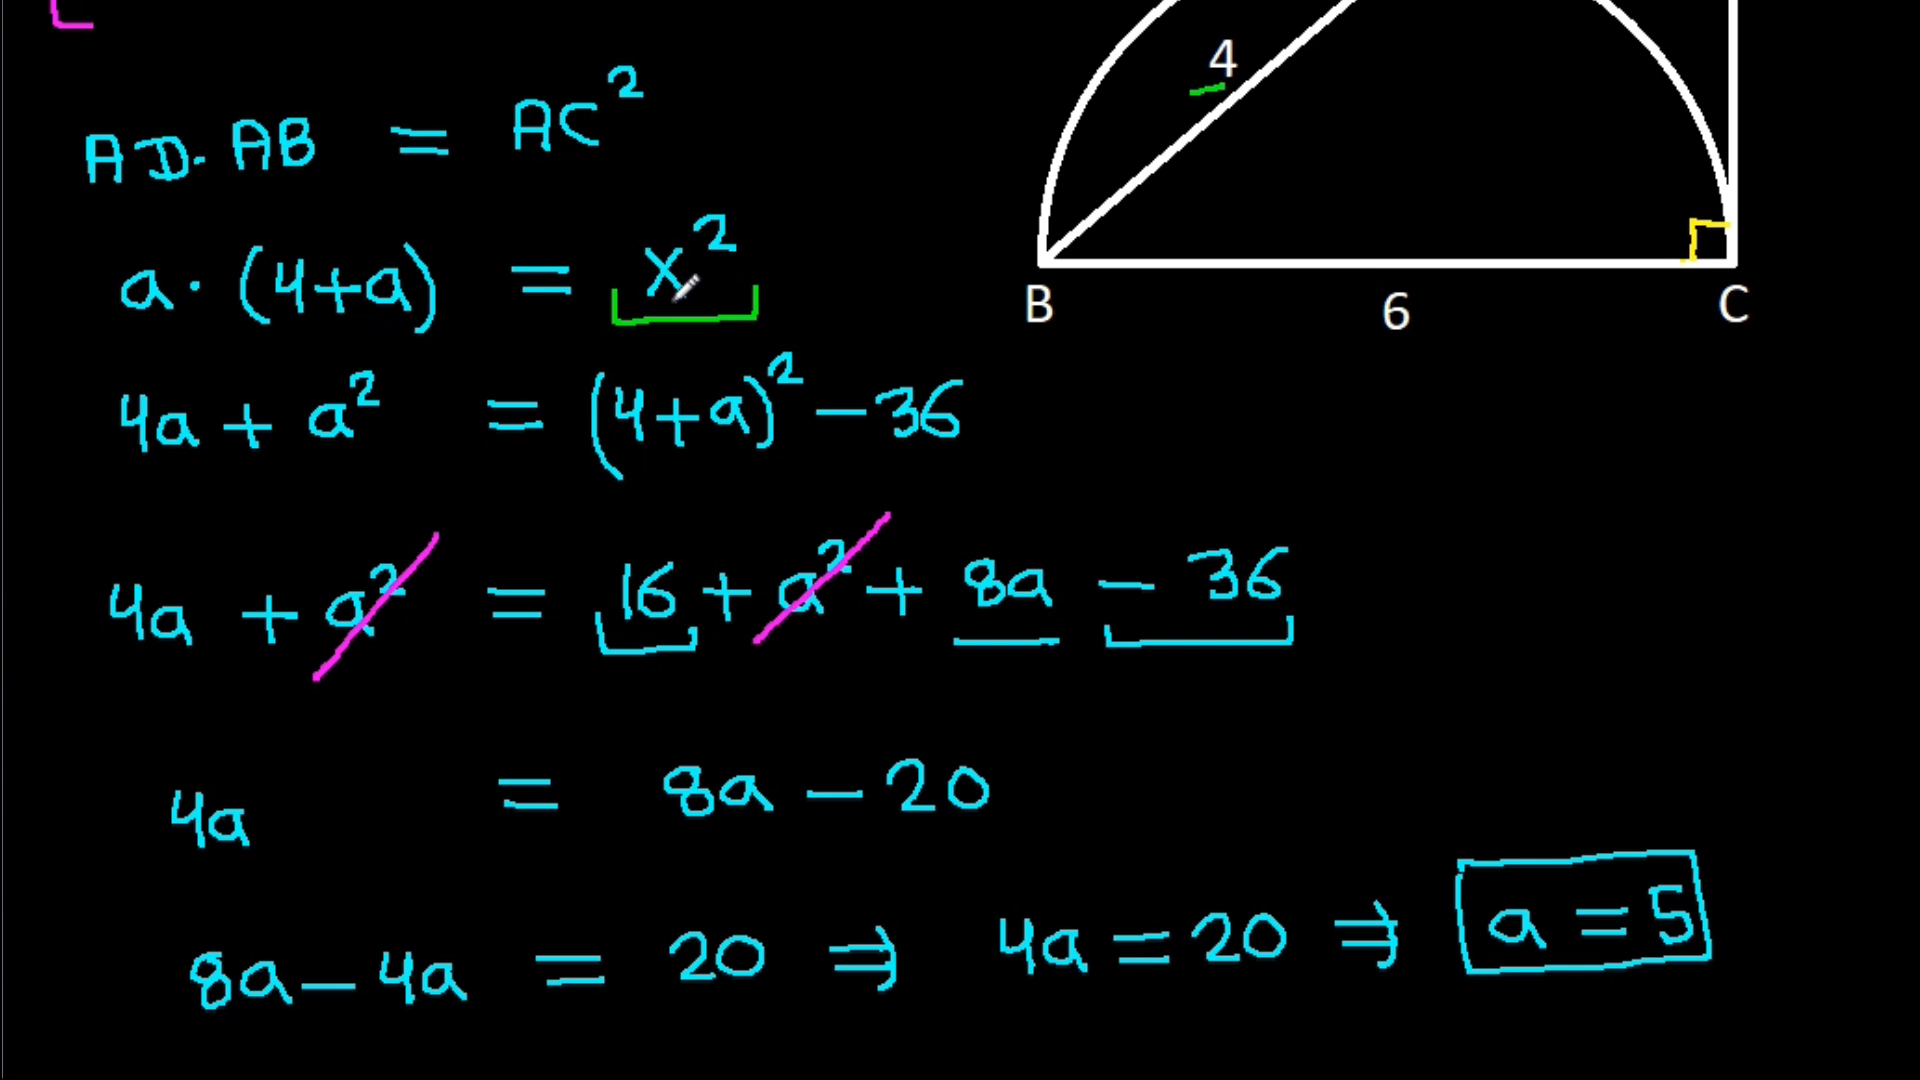 4
AD·AB = AC²
a·(4+a) = x²
B 6 C
4a + a² = (4+a)² − 36
4a + a² = 16 + a² + 8a − 36
4a = 8a − 20
8a − 4a = 20 ⇒ 4a = 20 ⇒ a = 5